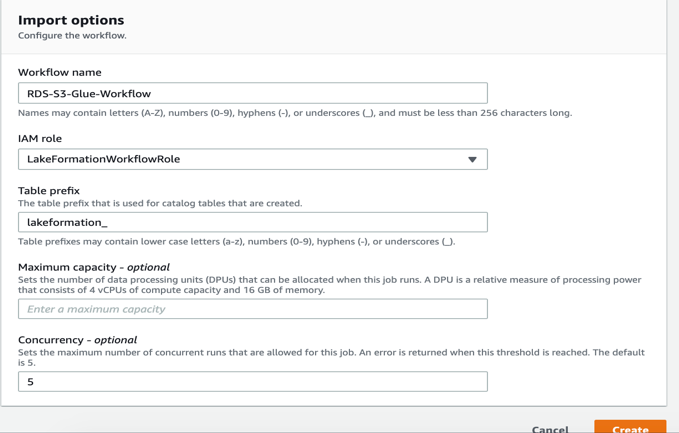 Import options
Configure the workflow.
Workflow name
RDS-S3-Glue-Workflow
Names may contain letters (A-Z), numbers (0-9), hyphens (-), or underscores (_), and must be less than 256 characters long.
IAM role
LakeFormationWorkflowRole
Table prefix
The table prefix that is used for catalog tables that are created.
lakeformation_
Table prefixes may contain lower case letters (a-z), numbers (0-9), hyphens (-), or underscores (_).
Maximum capacity - optional
Sets the number of data processing units (DPUs) that can be allocated when this job runs. A DPU is a relative measure of processing power
that consists of 4 vCPUs of compute capacity and 16 GB of memory.
Enter a maximum capacity
Concurrency - optional
Sets the maximum number of concurrent runs that are allowed for this job. An error is returned when this threshold is reached. The default
is 5.
5
Cancel Create